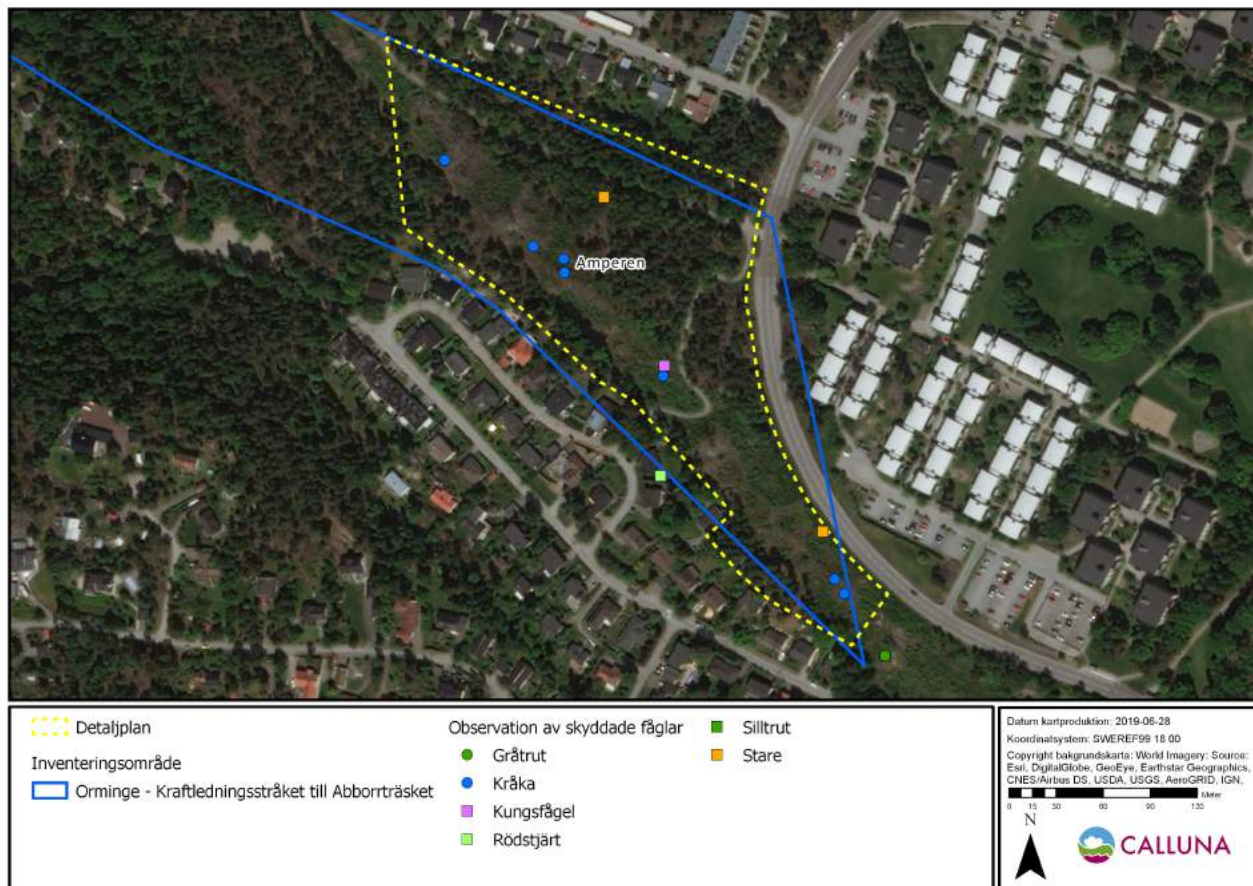 Amperen
Detaljplan
Inventeringsområde
Orminge - Kraftledningsstråket till Abborrträsket
Observation av skyddade fåglar
Gråtrut
Kråka
Kungsfågel
Rödstjärt
Silltrut
Stare
Datum kartproduktion: 2019-06-28
Koordinatsystem: SWEREF99 18 00
Copyright bakgrundskarta: World Imagery: Source:
Esri, DigitalGlobe, GeoEye, Earthstar Geographics,
CNES/Airbus DS, USDA, USGS, AeroGRID, IGN,
Meter
0 15 30 60 90 120
N
CALLUNA